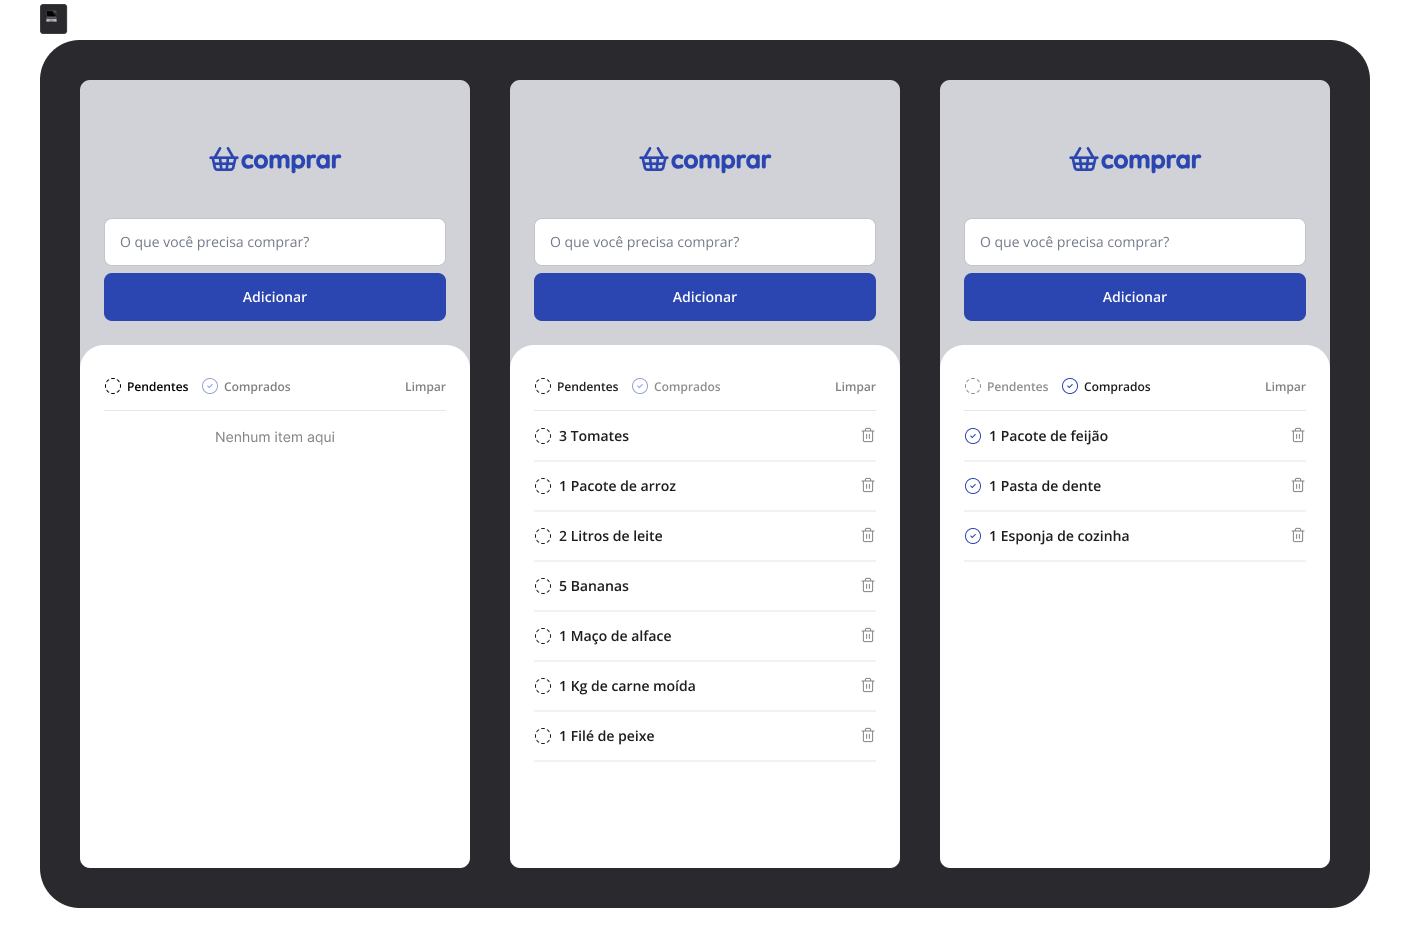 comprar
O que você precisa comprar?
Adicionar
Pendentes Comprados Limpar
Nenhum item aqui
comprar
O que você precisa comprar?
Adicionar
Pendentes Comprados Limpar
3 Tomates
1 Pacote de arroz
2 Litros de leite
5 Bananas
1 Maço de alface
1 Kg de carne moída
1 Filé de peixe
comprar
O que você precisa comprar?
Adicionar
Pendentes Comprados Limpar
1 Pacote de feijão
1 Pasta de dente
1 Esponja de cozinha